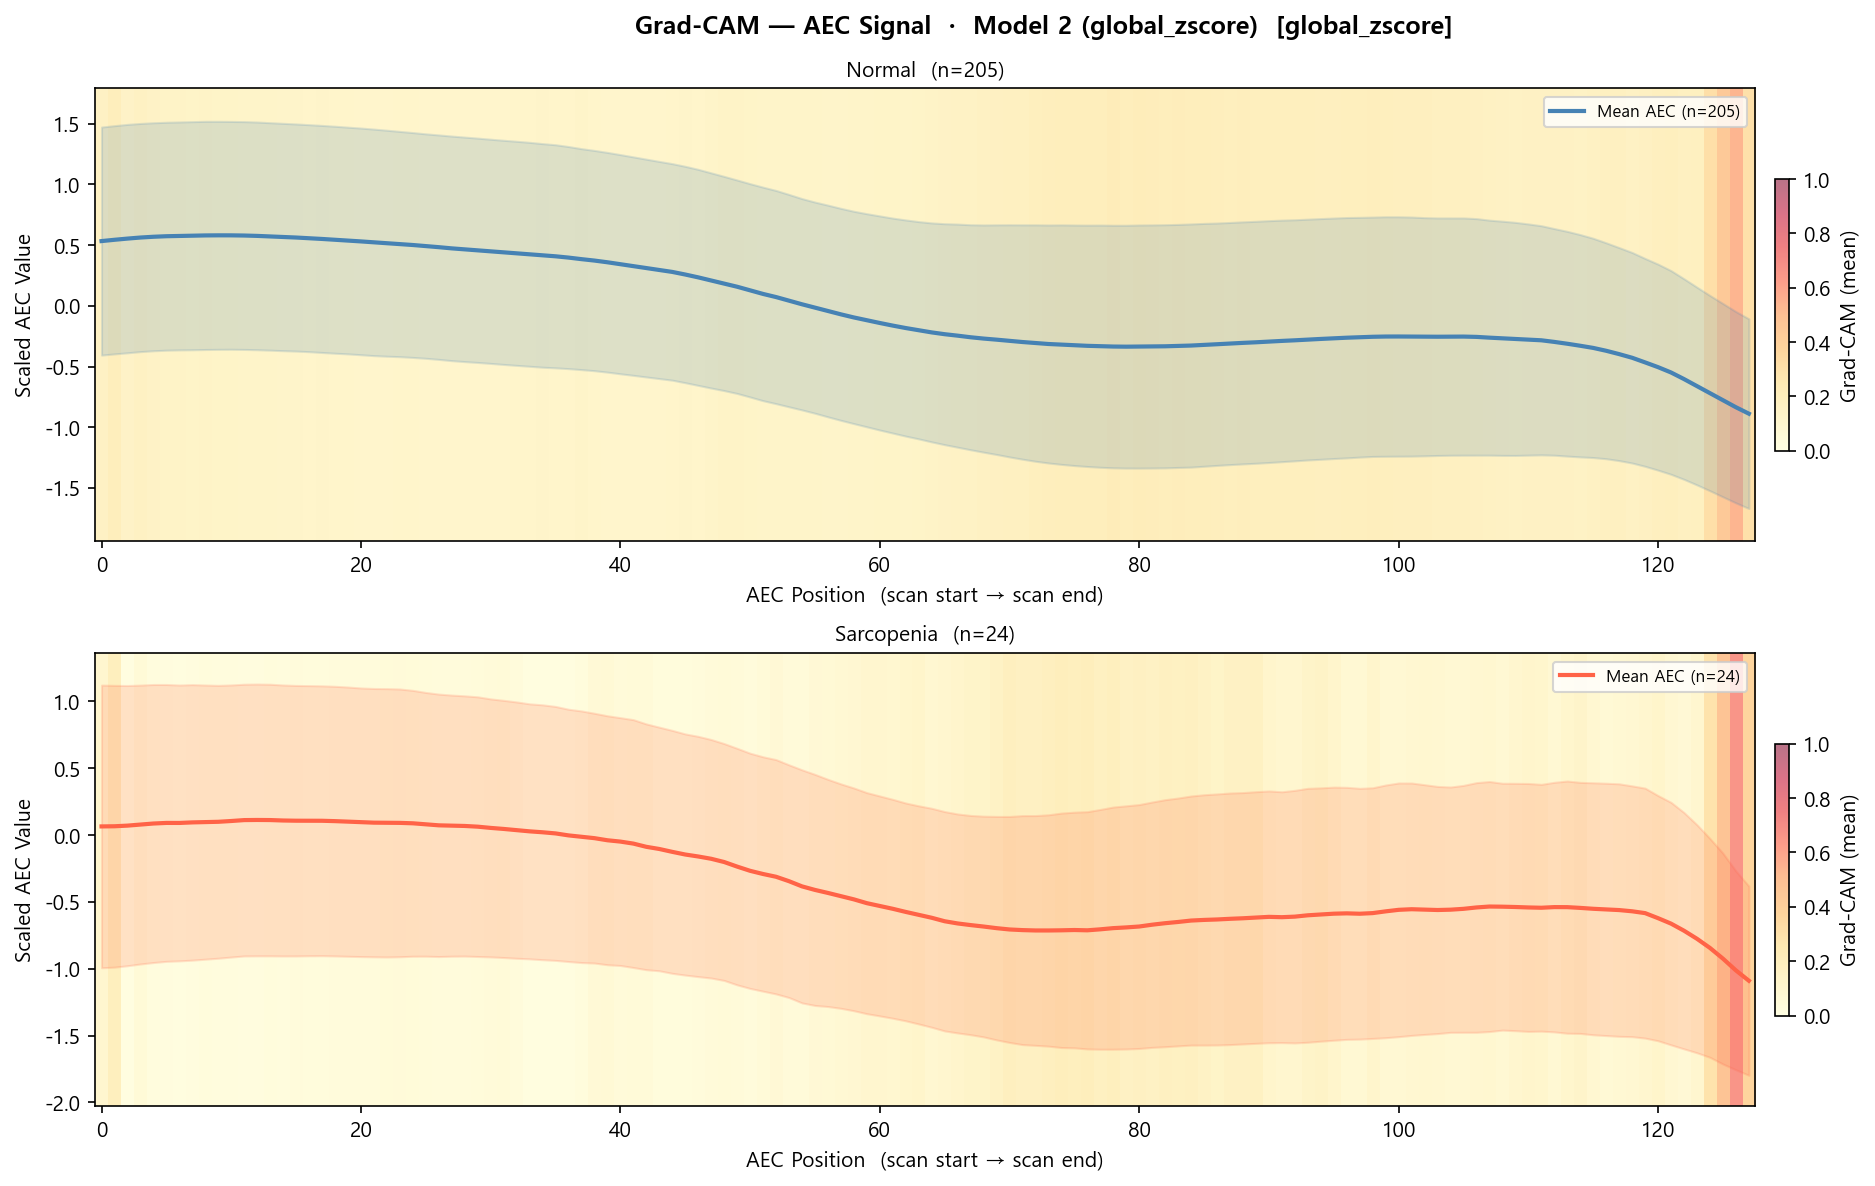 Grad-CAM — AEC Signal · Model 2 (global_zscore) [global_zscore]
Normal (n=205)
Mean AEC (n=205)
Scaled AEC Value
1.5
1.0
0.5
0.0
-0.5
-1.0
-1.5
0 20 40 60 80 100 120
AEC Position (scan start → scan end)
1.0
0.8
0.6
0.4
0.2
0.0
Grad-CAM (mean)
Sarcopenia (n=24)
Mean AEC (n=24)
Scaled AEC Value
1.0
0.5
0.0
-0.5
-1.0
-1.5
-2.0
0 20 40 60 80 100 120
AEC Position (scan start → scan end)
1.0
0.8
0.6
0.4
0.2
0.0
Grad-CAM (mean)